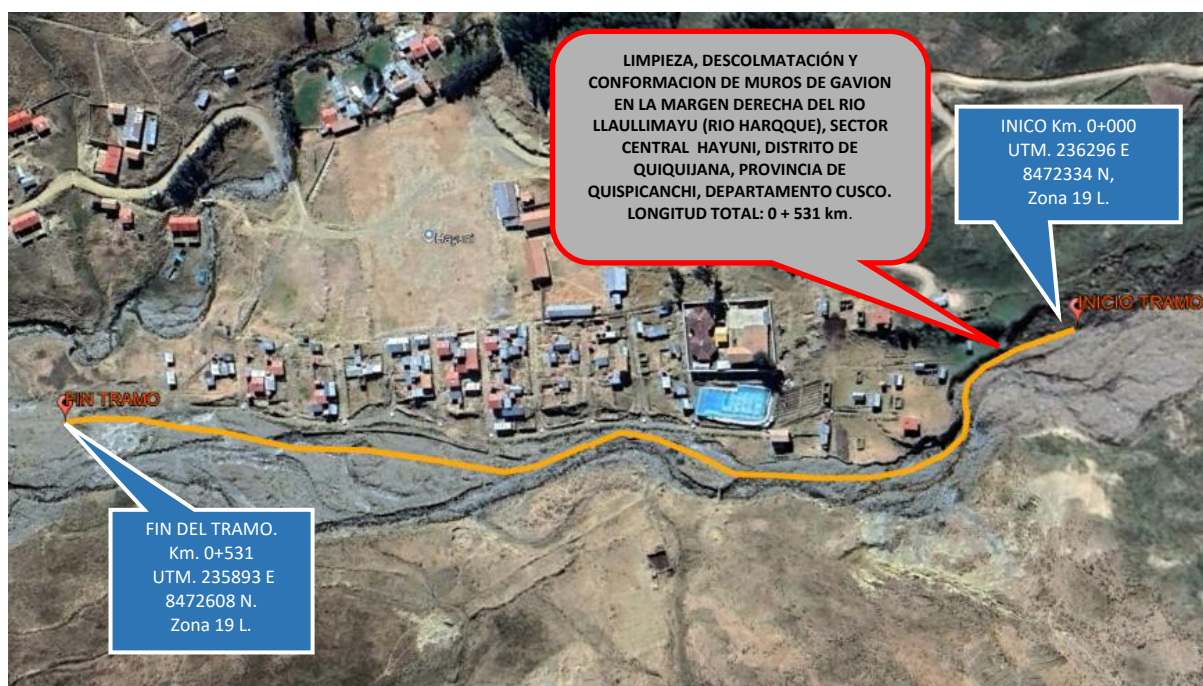 LIMPIEZA, DESCOLMATACIÓN Y
CONFORMACION DE MUROS DE GAVION
EN LA MARGEN DERECHA DEL RIO
LLAULLIMAYU (RIO HARQQUE), SECTOR
CENTRAL HAYUNI, DISTRITO DE
QUIQUIJANA, PROVINCIA DE
QUISPICANCHI, DEPARTAMENTO CUSCO.
LONGITUD TOTAL: 0 + 531 km.
INICO Km. 0+000
UTM. 236296 E
8472334 N,
Zona 19 L.
Hayuni
INICIO TRAMO
FIN TRAMO
FIN DEL TRAMO.
Km. 0+531
UTM. 235893 E
8472608 N.
Zona 19 L.